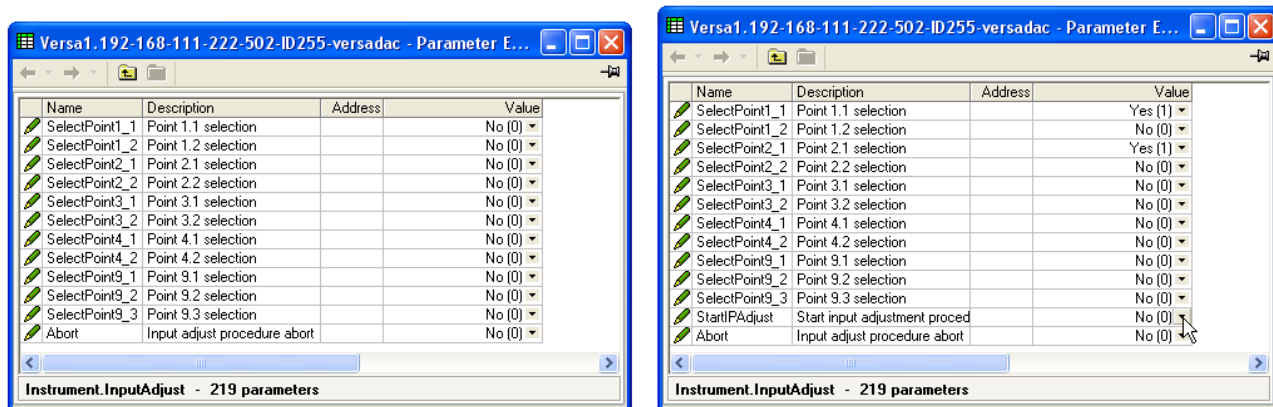 Versa1.192-168-111-222-502-ID255-versadac - Parameter E...
Name Description Address Value
SelectPoint1_1 Point 1.1 selection No (0)
SelectPoint1_2 Point 1.2 selection No (0)
SelectPoint2_1 Point 2.1 selection No (0)
SelectPoint2_2 Point 2.2 selection No (0)
SelectPoint3_1 Point 3.1 selection No (0)
SelectPoint3_2 Point 3.2 selection No (0)
SelectPoint4_1 Point 4.1 selection No (0)
SelectPoint4_2 Point 4.2 selection No (0)
SelectPoint9_1 Point 9.1 selection No (0)
SelectPoint9_2 Point 9.2 selection No (0)
SelectPoint9_3 Point 9.3 selection No (0)
Abort Input adjust procedure abort No (0)
Instrument.InputAdjust - 219 parameters
Versa1.192-168-111-222-502-ID255-versadac - Parameter E...
Name Description Address Value
SelectPoint1_1 Point 1.1 selection Yes (1)
SelectPoint1_2 Point 1.2 selection No (0)
SelectPoint2_1 Point 2.1 selection Yes (1)
SelectPoint2_2 Point 2.2 selection No (0)
SelectPoint3_1 Point 3.1 selection No (0)
SelectPoint3_2 Point 3.2 selection No (0)
SelectPoint4_1 Point 4.1 selection No (0)
SelectPoint4_2 Point 4.2 selection No (0)
SelectPoint9_1 Point 9.1 selection No (0)
SelectPoint9_2 Point 9.2 selection No (0)
SelectPoint9_3 Point 9.3 selection No (0)
StartIPAdjust Start input adjustment proced No (0)
Abort Input adjust procedure abort No (0)
Instrument.InputAdjust - 219 parameters